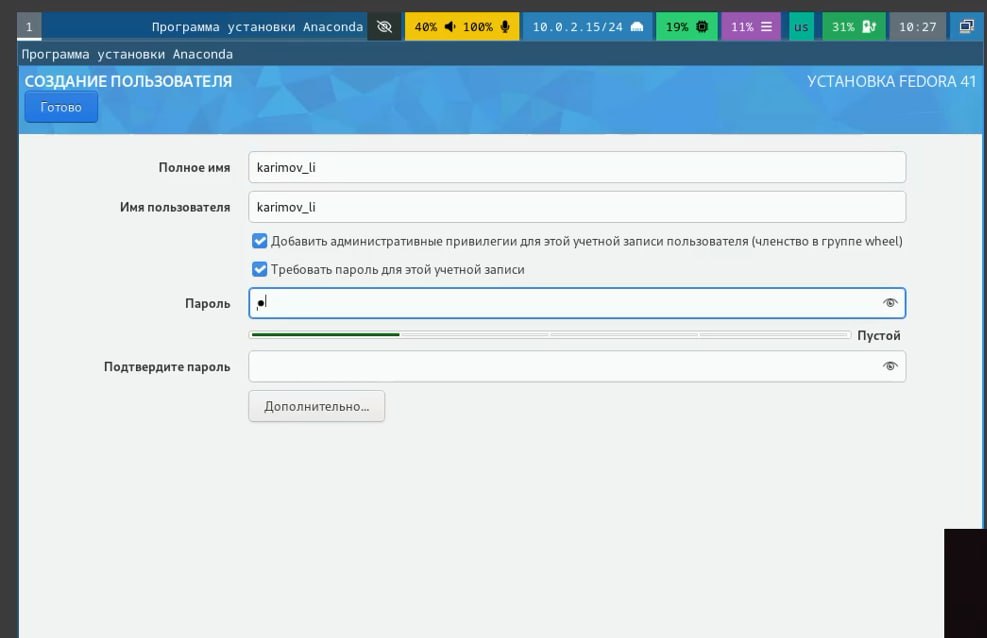 1 Программа установки Anaconda 40% 100% 10.0.2.15/24 19% 11% us 31% 10:27
Программа установки Anaconda
СОЗДАНИЕ ПОЛЬЗОВАТЕЛЯ УСТАНОВКА FEDORA 41
Готово
Полное имя karimov_li
Имя пользователя karimov_li
Добавить административные привилегии для этой учетной записи пользователя (членство в группе wheel)
Требовать пароль для этой учетной записи
Пароль
Пустой
Подтвердите пароль
Дополнительно...